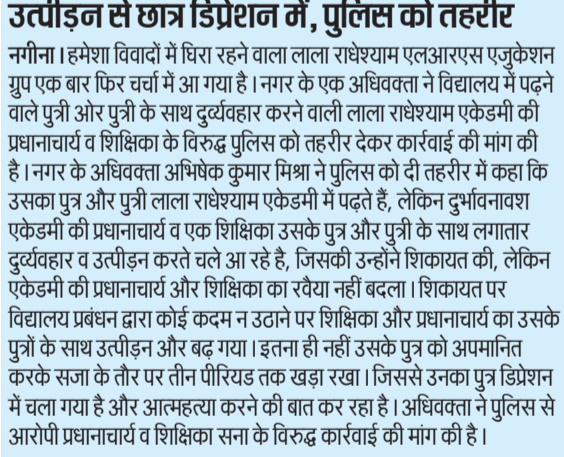 उत्पीड़न से छात्र डिप्रेशन में, पुलिस को तहरीर
नगीना। हमेशा विवादों में घिरा रहने वाला लाला राधेश्याम एलआरएस एजुकेशन
ग्रुप एक बार फिर चर्चा में आ गया है। नगर के एक अधिवक्ता ने विद्यालय में पढ़ने
वाले पुत्री ओर पुत्री के साथ दुर्व्यवहार करने वाली लाला राधेश्याम एकेडमी की
प्रधानाचार्य व शिक्षिका के विरुद्ध पुलिस को तहरीर देकर कार्रवाई की मांग की
है। नगर के अधिवक्ता अभिषेक कुमार मिश्रा ने पुलिस को दी तहरीर में कहा कि
उसका पुत्र और पुत्री लाला राधेश्याम एकेडमी में पढ़ते हैं, लेकिन दुर्भावनावश
एकेडमी की प्रधानाचार्य व एक शिक्षिका उसके पुत्र और पुत्री के साथ लगातार
दुर्व्यवहार व उत्पीड़न करते चले आ रहे है, जिसकी उन्होंने शिकायत की, लेकिन
एकेडमी की प्रधानाचार्य और शिक्षिका का रवैया नहीं बदला। शिकायत पर
विद्यालय प्रबंधन द्वारा कोई कदम न उठाने पर शिक्षिका और प्रधानाचार्य का उसके
पुत्रों के साथ उत्पीड़न और बढ़ गया। इतना ही नहीं उसके पुत्र को अपमानित
करके सजा के तौर पर तीन पीरियड तक खड़ा रखा। जिससे उनका पुत्र डिप्रेशन
में चला गया है और आत्महत्या करने की बात कर रहा है। अधिवक्ता ने पुलिस से
आरोपी प्रधानाचार्य व शिक्षिका सना के विरुद्ध कार्रवाई की मांग की है।